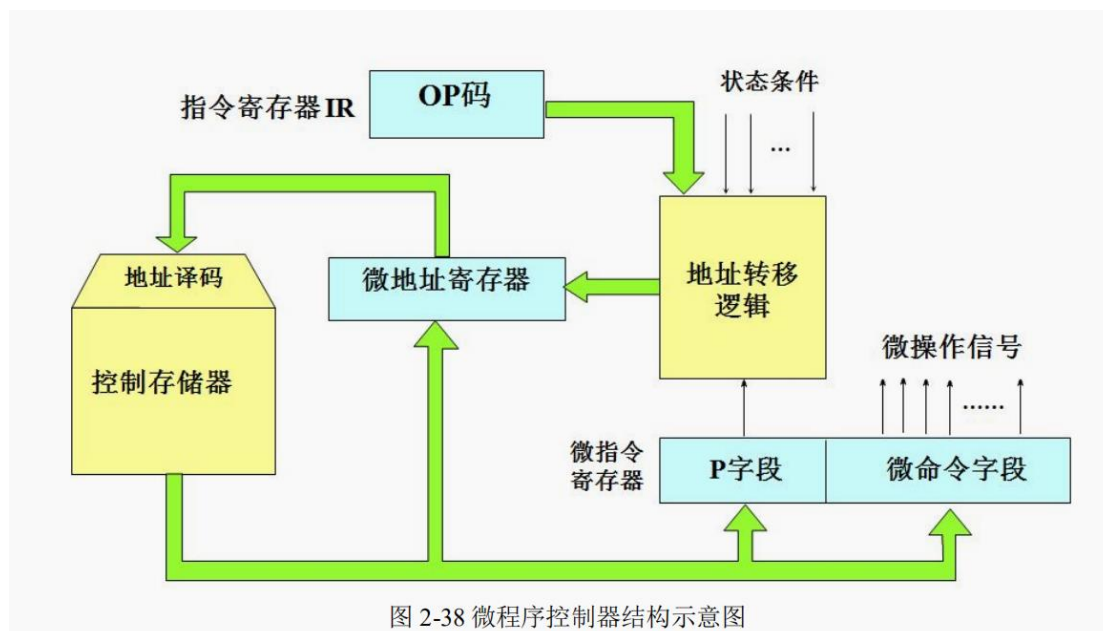 OP码
指令寄存器IR
状态条件
...
地址译码
微地址寄存器
地址转移
逻辑
控制存储器
微操作信号
......
微指令
寄存器
P字段
微命令字段
图 2-38 微程序控制器结构示意图